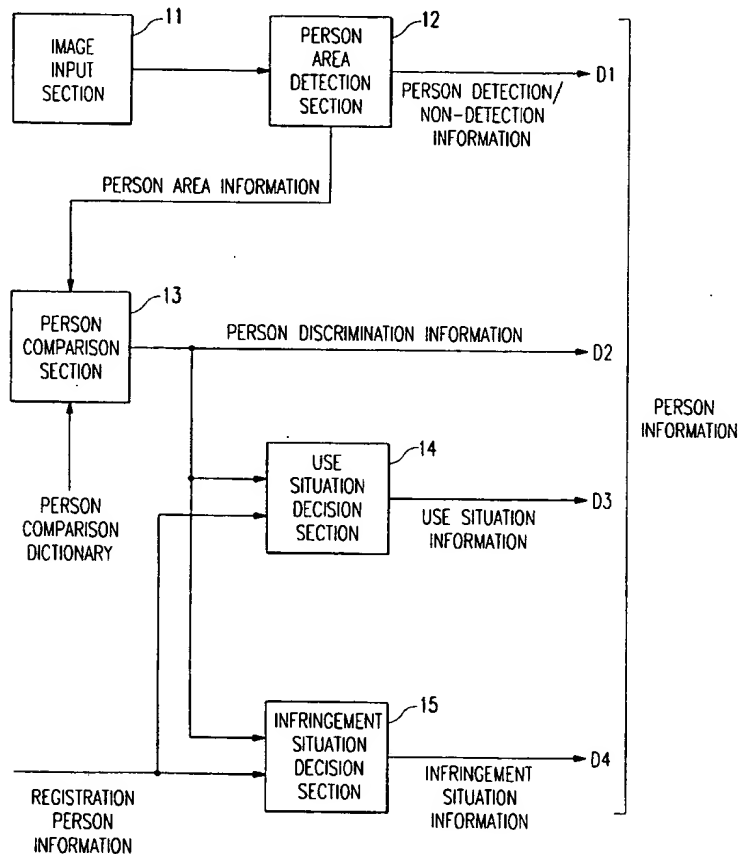 11
IMAGE
INPUT
SECTION
12
PERSON
AREA
DETECTION
SECTION
D1
PERSON DETECTION/
NON-DETECTION
INFORMATION
PERSON AREA INFORMATION
13
PERSON
COMPARISON
SECTION
PERSON DISCRIMINATION INFORMATION
D2
PERSON
COMPARISON
DICTIONARY
14
USE
SITUATION
DECISION
SECTION
D3
USE SITUATION
INFORMATION
PERSON
INFORMATION
15
INFRINGEMENT
SITUATION
DECISION
SECTION
D4
INFRINGEMENT
SITUATION
INFORMATION
REGISTRATION
PERSON
INFORMATION